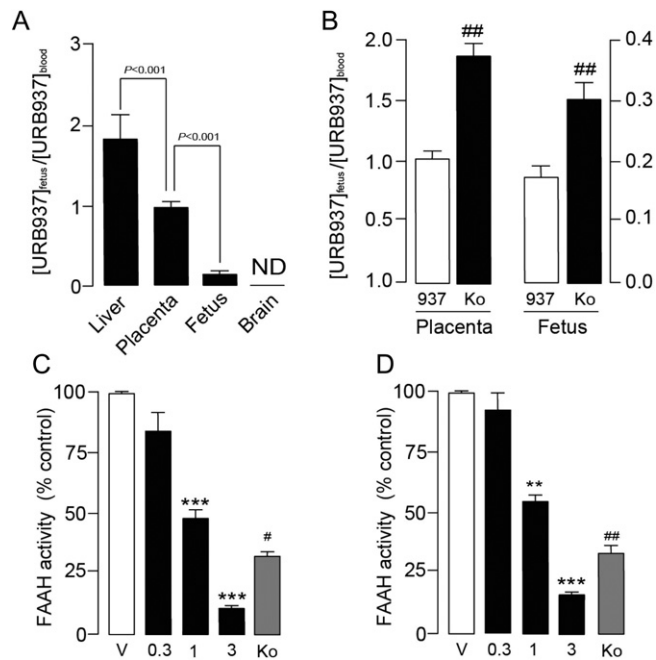 A
[URB937]fetus/[URB937]blood
3
2
1
0
P<0.001
P<0.001
ND
Liver
Placenta
Fetus
Brain
B
[URB937]fetus/[URB937]blood
2.0
1.5
1.0
0.5
1.0
##
##
0.4
0.3
0.2
0.1
0.0
937 Ko 937 Ko
Placenta Fetus
C
FAAH activity (% control)
100
75
50
25
0
***
***
#
V 0.3 1 3 Ko
D
FAAH activity (% control)
100
75
50
25
0
**
***
##
V 0.3 1 3 Ko